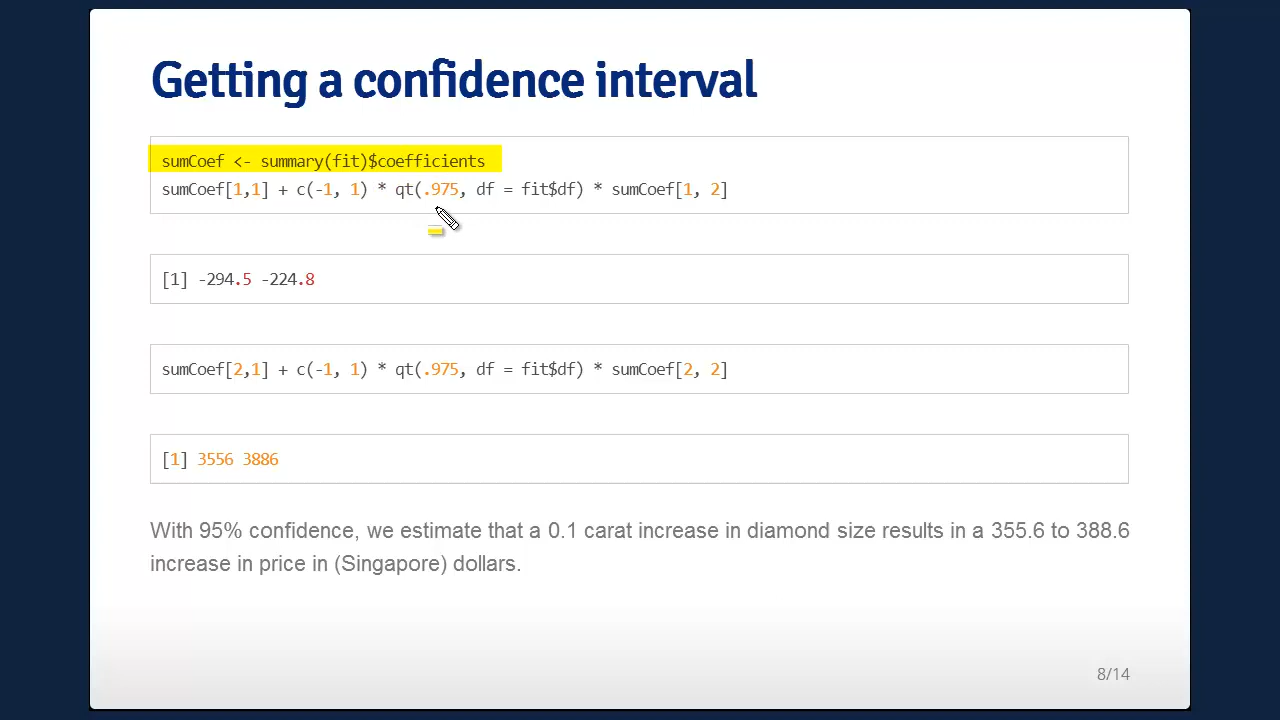 Getting a confidence interval
sumCoef <- summary(fit)$coefficients
sumCoef[1,1] + c(-1, 1) * qt(.975, df = fit$df) * sumCoef[1, 2]
[1] -294.5 -224.8
sumCoef[2,1] + c(-1, 1) * qt(.975, df = fit$df) * sumCoef[2, 2]
[1] 3556 3886
With 95% confidence, we estimate that a 0.1 carat increase in diamond size results in a 355.6 to 388.6
increase in price in (Singapore) dollars.
8/14